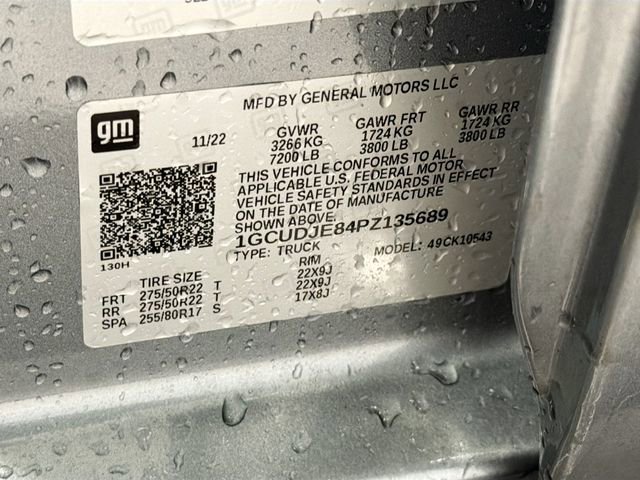 MFD BY GENERAL MOTORS LLC
gm
11/22 GVWR GAWR FRT GAWR RR
3266 KG 1724 KG 1724 KG
7200 LB 3800 LB 3800 LB
THIS VEHICLE CONFORMS TO ALL
APPLICABLE U.S. FEDERAL MOTOR
VEHICLE SAFETY STANDARDS IN EFFECT
ON THE DATE OF MANUFACTURE
SHOWN ABOVE.
1GCUDJE84PZ135689
TYPE: TRUCK MODEL: 49CK10543
130H
TIRE SIZE RIM
FRT 275/50R22 T 22X9J
RR 275/50R22 T 22X9J
SPA 255/80R17 S 17X8J